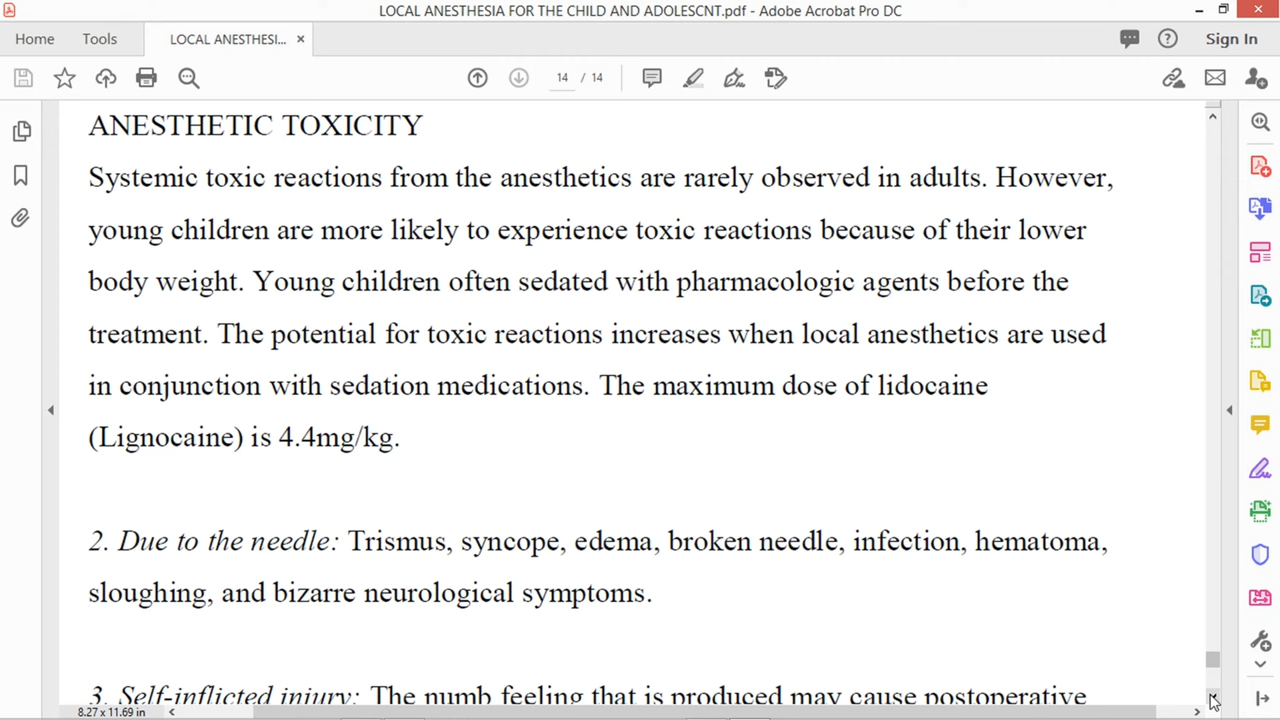 LOCAL ANESTHESIA FOR THE CHILD AND ADOLESCNT.pdf - Adobe Acrobat Pro DC
Home Tools LOCAL ANESTHESI... × Sign In
14 / 14
ANESTHETIC TOXICITY
Systemic toxic reactions from the anesthetics are rarely observed in adults. However,
young children are more likely to experience toxic reactions because of their lower
body weight. Young children often sedated with pharmacologic agents before the
treatment. The potential for toxic reactions increases when local anesthetics are used
in conjunction with sedation medications. The maximum dose of lidocaine
(Lignocaine) is 4.4mg/kg.
2. Due to the needle: Trismus, syncope, edema, broken needle, infection, hematoma,
sloughing, and bizarre neurological symptoms.
3. Self-inflicted injury: The numb feeling that is produced may cause postoperative
8.27 x 11.69 in